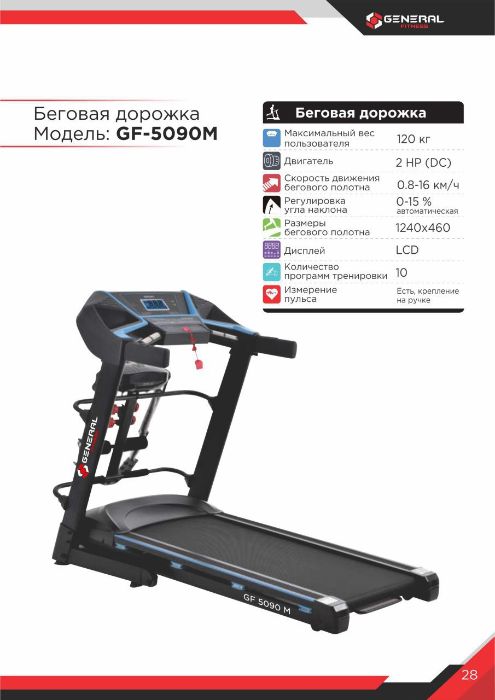 GENERAL
FITNESS
Беговая дорожка
Модель: GF-5090M
Беговая дорожка
Максимальный вес
пользователя
120 кг
Двигатель
2 HP (DC)
Скорость движения
бегового полотна
0.8-16 км/ч
Регулировка
угла наклона
0-15 %
автоматическая
Размеры
бегового полотна
1240x460
Дисплей
LCD
Количество
программ тренировки
10
Измерение
пульса
Есть, крепление
на ручке
GENERAL
GF 5090 M
28